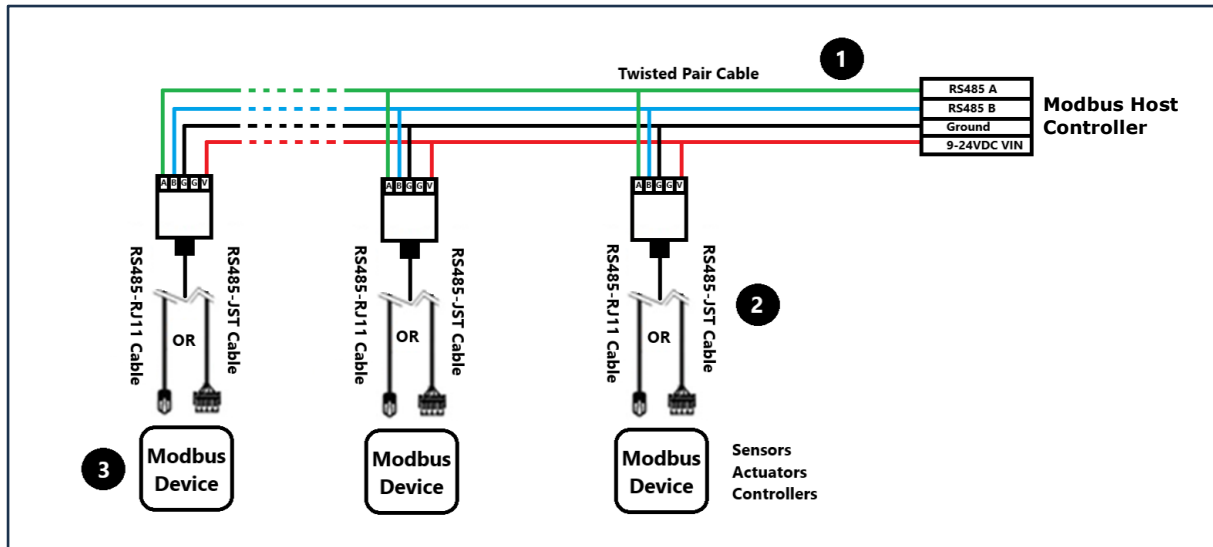 1
Twisted Pair Cable
RS485 A
RS485 B
Ground
9-24VDC VIN
Modbus Host
Controller
A B G G V
A B G G V
A B G G V
RS485-RJ11 Cable
OR
RS485-JST Cable
RS485-RJ11 Cable
OR
RS485-JST Cable
RS485-RJ11 Cable
OR
RS485-JST Cable
2
3
Modbus
Device
Modbus
Device
Modbus
Device
Sensors
Actuators
Controllers